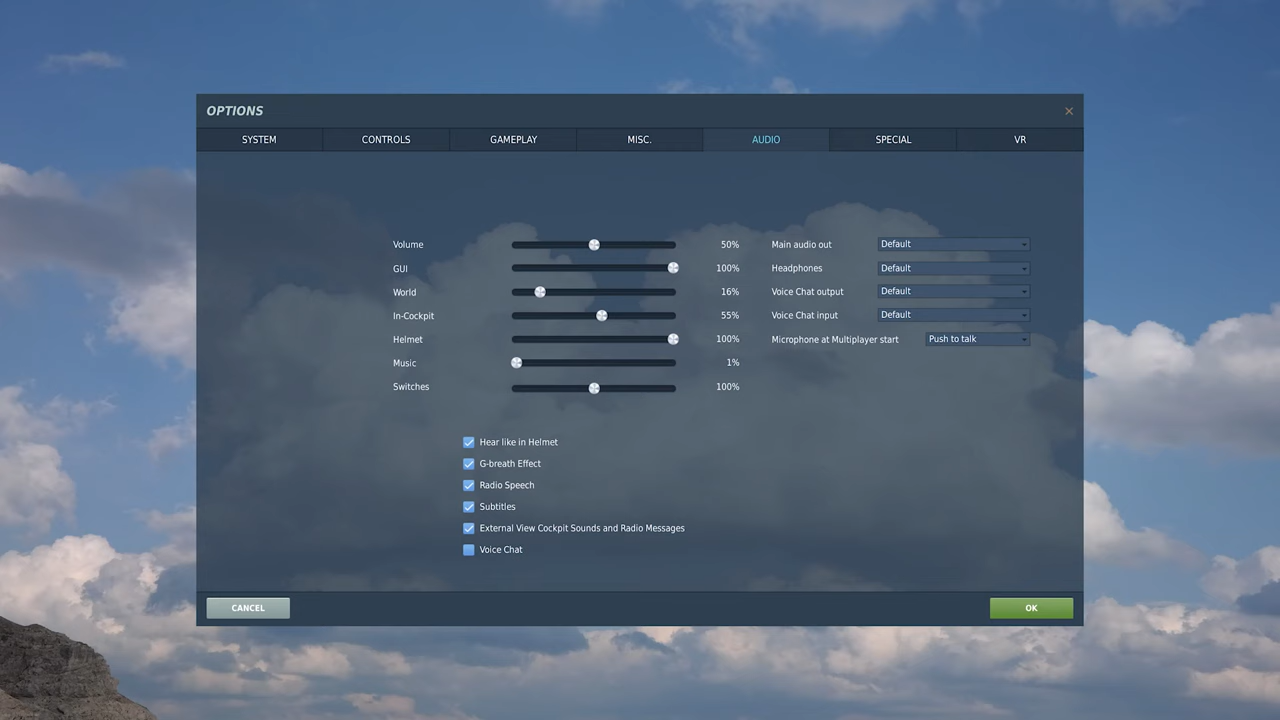 OPTIONS
SYSTEM CONTROLS GAMEPLAY MISC. AUDIO SPECIAL VR
Volume 50% Main audio out Default
GUI 100% Headphones Default
World 16% Voice Chat output Default
In-Cockpit 55% Voice Chat input Default
Helmet 100% Microphone at Multiplayer start Push to talk
Music 1%
Switches 100%
Hear like in Helmet
G-breath Effect
Radio Speech
Subtitles
External View Cockpit Sounds and Radio Messages
Voice Chat
CANCEL OK